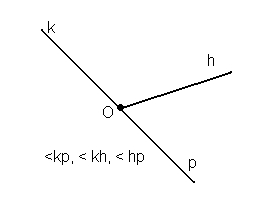 k
h
O
<kp, < kh, < hp
p